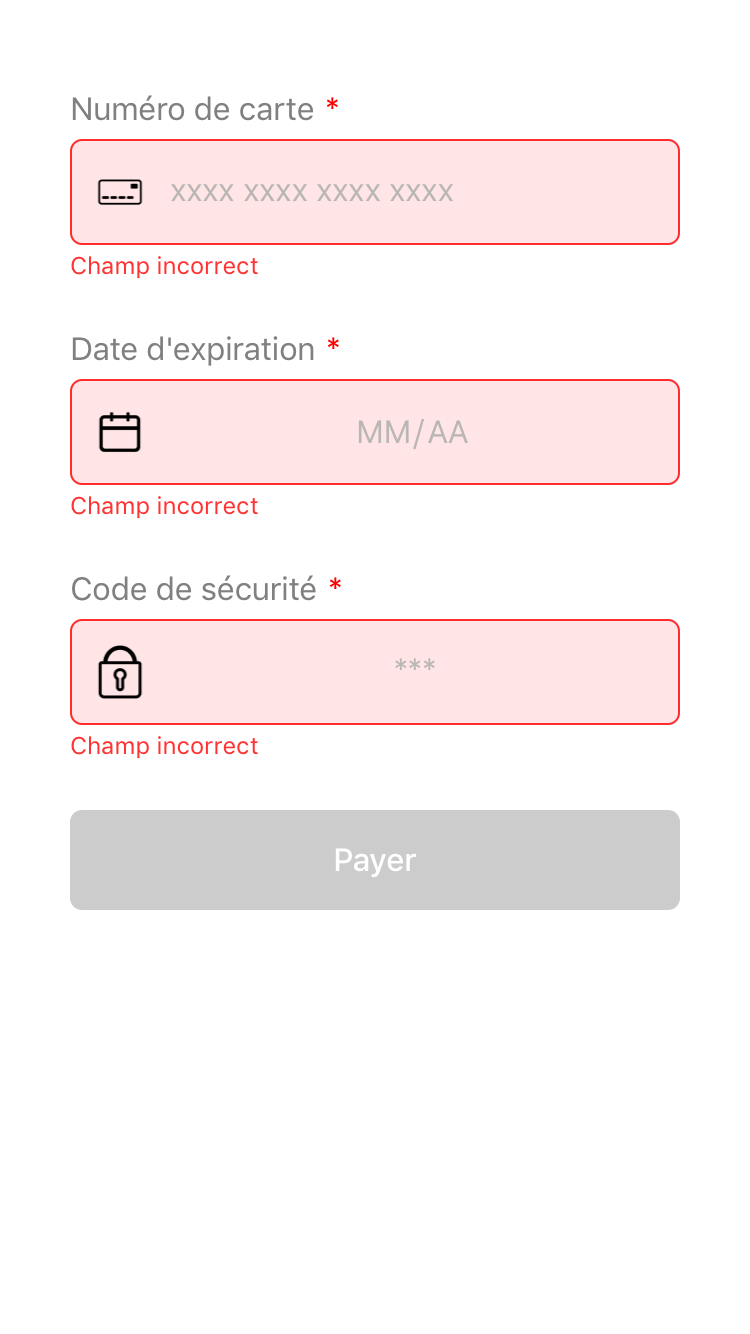 Numéro de carte *
xxxx xxxx xxxx xxxx
Champ incorrect
Date d'expiration *
MM/AA
Champ incorrect
Code de sécurité *
***
Champ incorrect
Payer